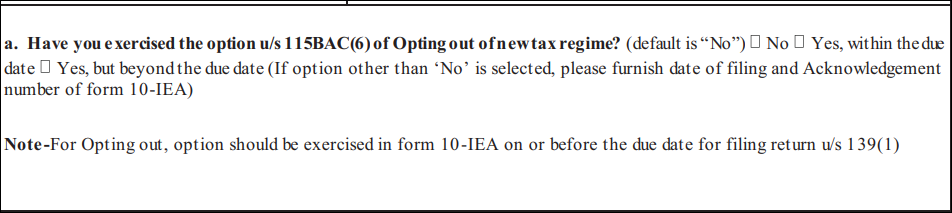 a. Have you exercised the option u/s 115BAC(6) of Opting out of new tax regime? (default is “No”) ☐ No ☐ Yes, within the due
date ☐ Yes, but beyond the due date (If option other than ‘No’ is selected, please furnish date of filing and Acknowledgement
number of form 10-IEA)
Note-For Opting out, option should be exercised in form 10-IEA on or before the due date for filing return u/s 139(1)